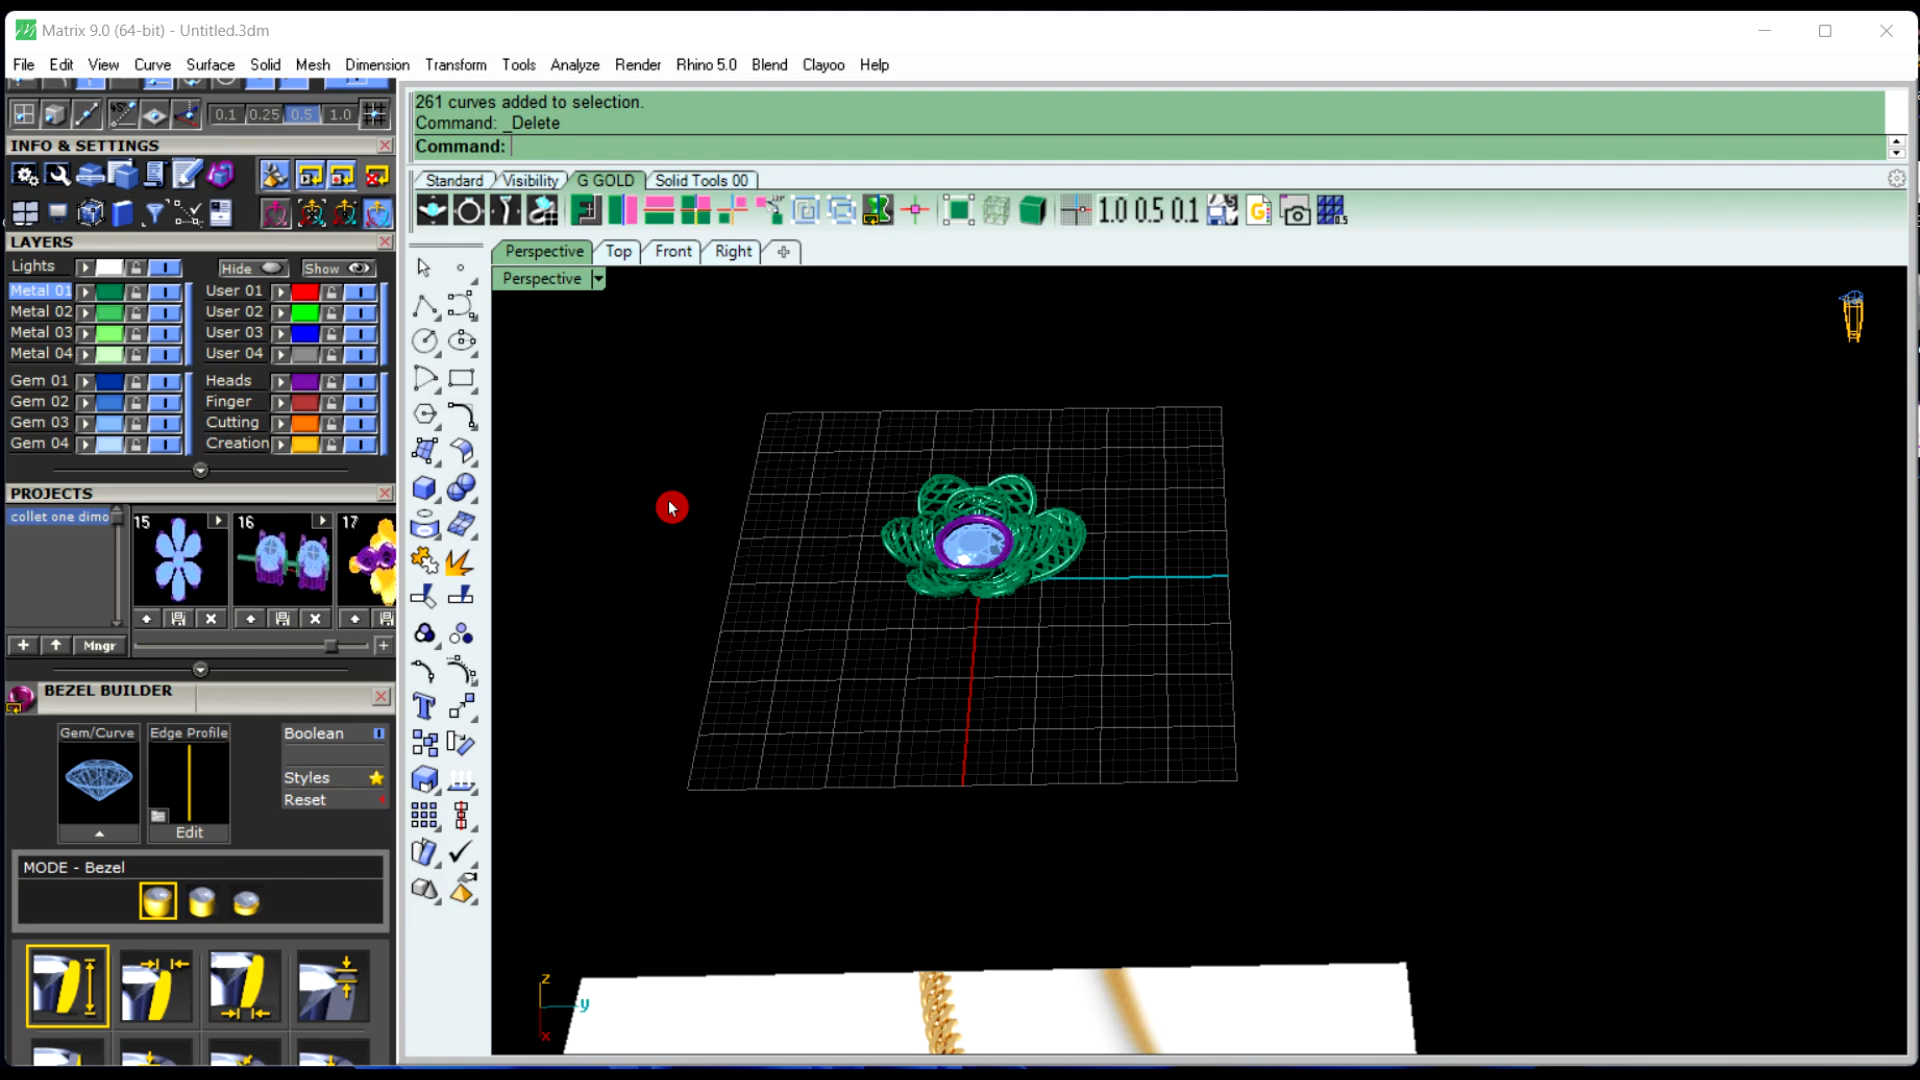 Matrix 9.0 (64-bit) - Untitled.3dm
File Edit View Curve Surface Solid Mesh Dimension Transform Tools Analyze Render Rhino 5.0 Blend Clayoo Help
0.1 0.25 0.5 1.0
261 curves added to selection.
Command: _Delete
Command:
INFO & SETTINGS
Standard Visibility G GOLD Solid Tools 00
1.0 0.5 0.1
LAYERS
Lights Hide Show
Metal 01 User 01
Metal 02 User 02
Metal 03 User 03
Metal 04 User 04
Gem 01 Heads
Gem 02 Finger
Gem 03 Cutting
Gem 04 Creation
Perspective Top Front Right
Perspective
PROJECTS
collet one dimo
15 16 17
Mngr
BEZEL BUILDER
Gem/Curve Edge Profile Boolean
Styles
Reset
Edit
MODE - Bezel
z
y
x